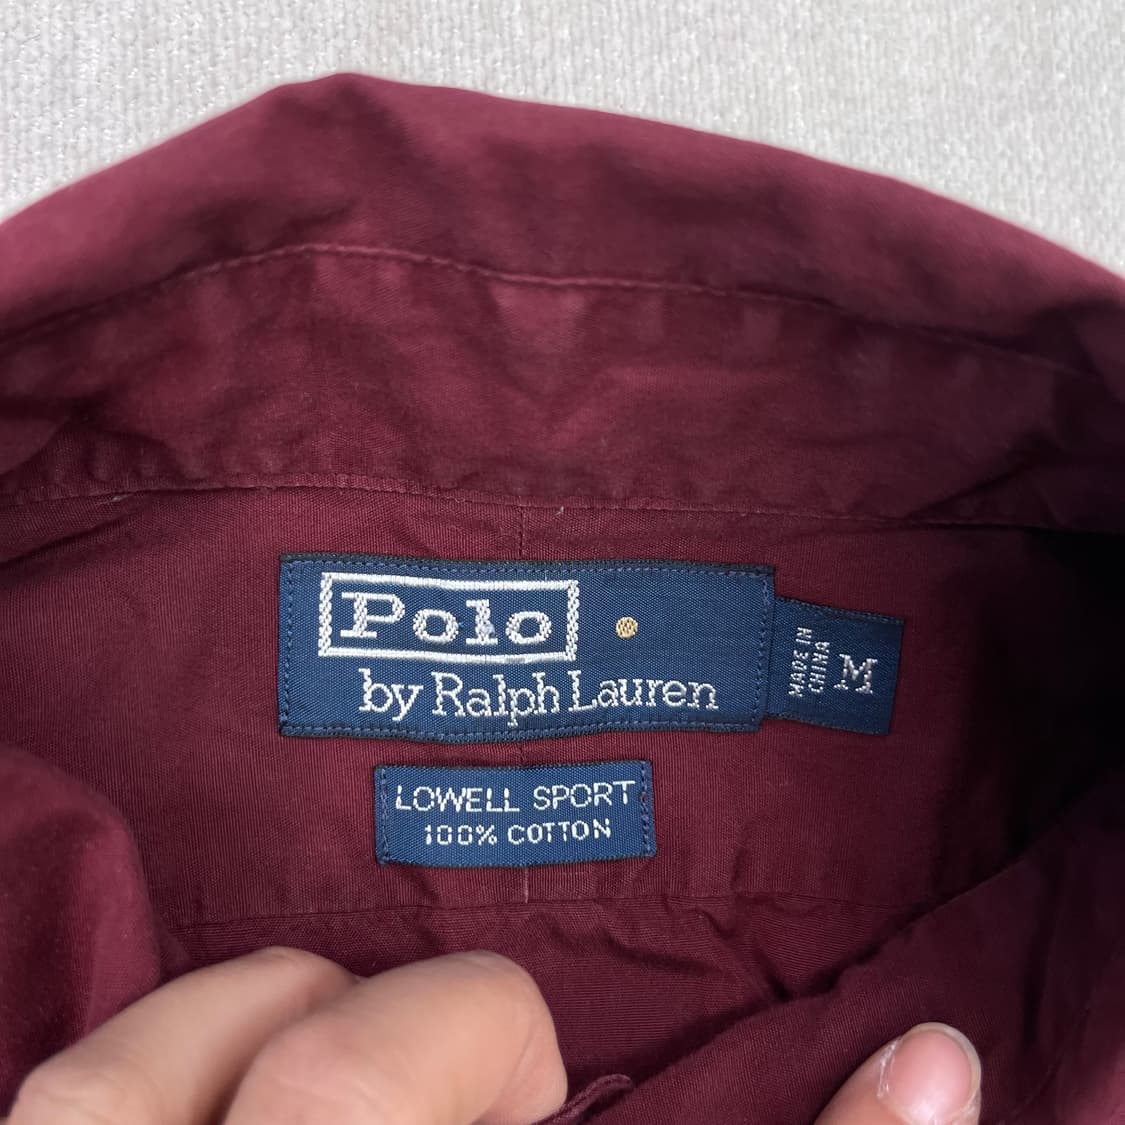 Polo
by Ralph Lauren
MADE IN
CHINA
M
LOWELL SPORT
100% COTTON